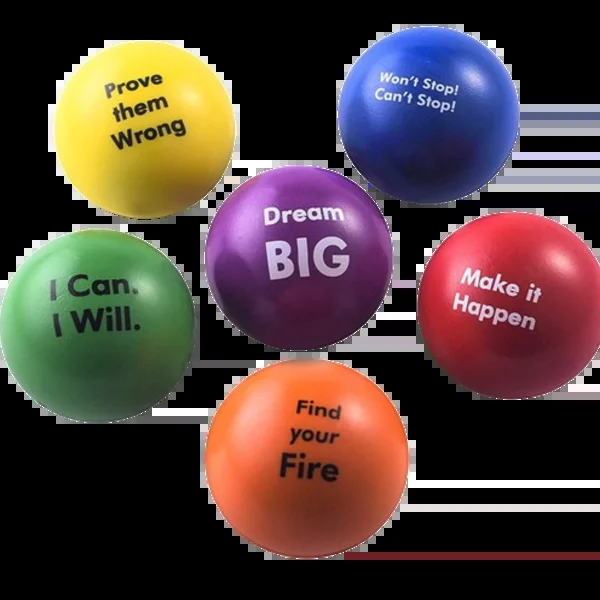 Prove
them
Wrong
Won't Stop!
Can't Stop!
Dream
BIG
I Can.
I Will.
Make it
Happen
Find
your
Fire